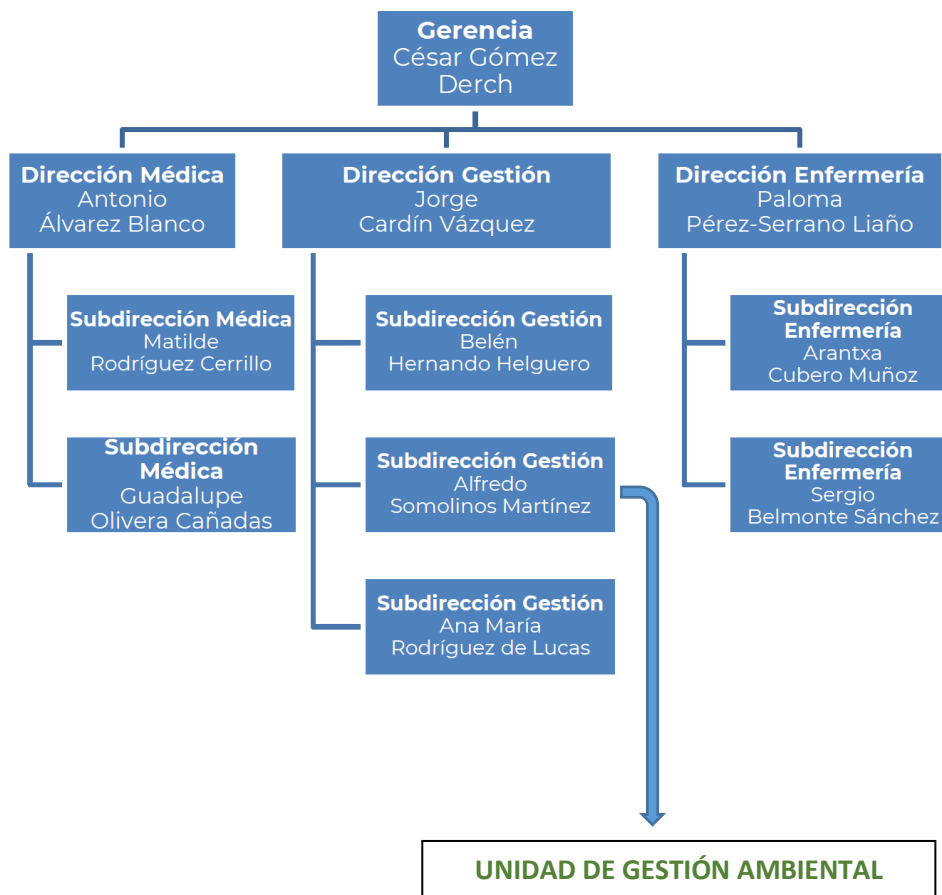 Gerencia
César Gómez
Derch
Dirección Médica
Antonio
Álvarez Blanco
Dirección Gestión
Jorge
Cardín Vázquez
Dirección Enfermería
Paloma
Pérez-Serrano Liaño
Subdirección Médica
Matilde
Rodríguez Cerrillo
Subdirección Gestión
Belén
Hernando Helguero
Subdirección
Enfermería
Arantxa
Cubero Muñoz
Subdirección
Médica
Guadalupe
Olivera Cañadas
Subdirección Gestión
Alfredo
Somolinos Martínez
Subdirección
Enfermería
Sergio
Belmonte Sánchez
Subdirección Gestión
Ana María
Rodríguez de Lucas
UNIDAD DE GESTIÓN AMBIENTAL